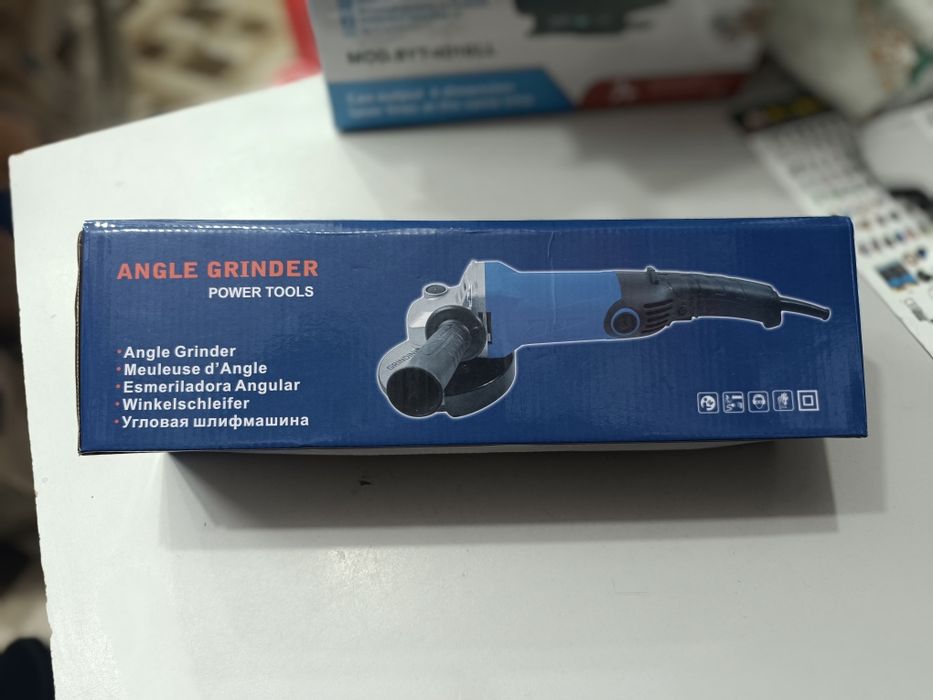 ANGLE GRINDER
POWER TOOLS
•Angle Grinder
•Meuleuse d'Angle
•Esmeriladora Angular
•Winkelschleifer
•Угловая шлифмашина